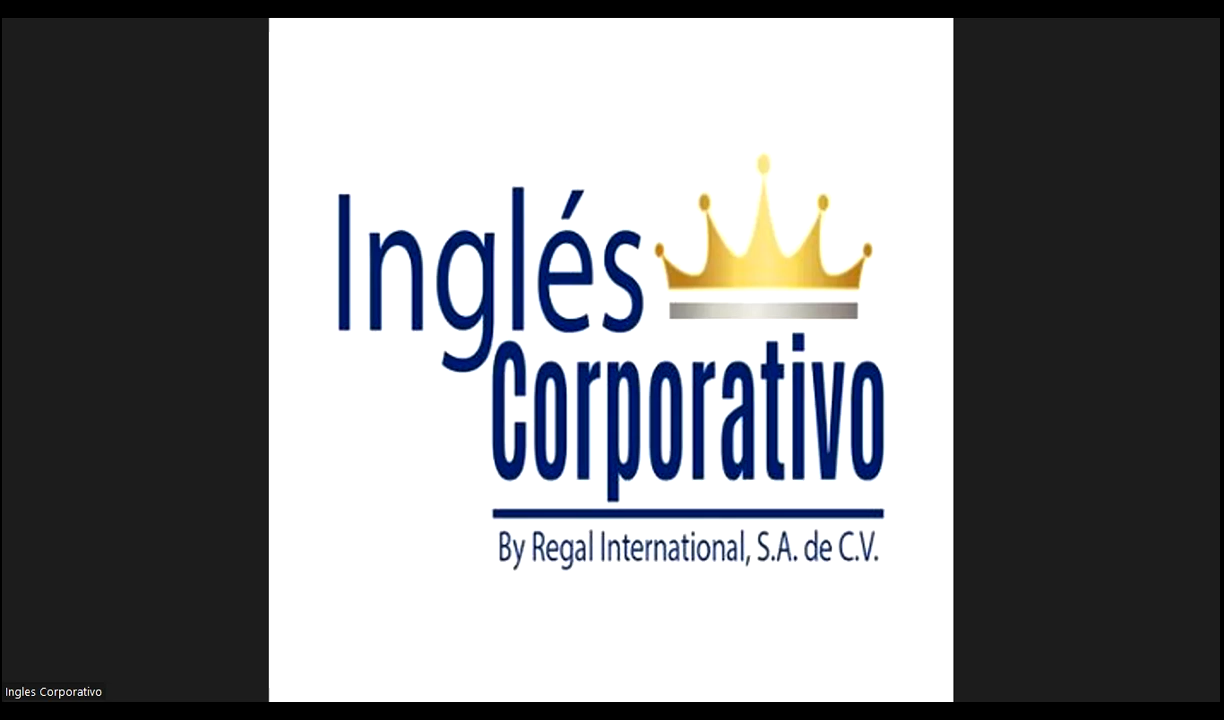 Inglés
Corporativo
By Regal International, S.A. de C.V.
Ingles Corporativo